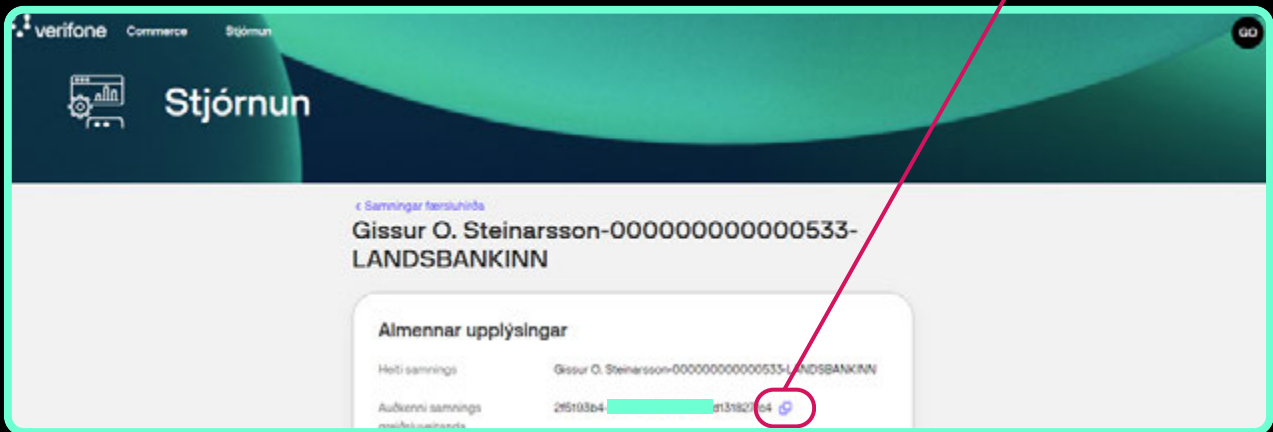 verifone Commerce Stjórnun
GO
Stjórnun
< Samningar færsluhirða
Gissur O. Steinarsson-000000000000533-
LANDSBANKINN
Almennar upplýsingar
Heiti samnings Gissur O. Steinarsson-000000000000533-LANDSBANKINN
Auðkenni samnings
greiðsluveitanda